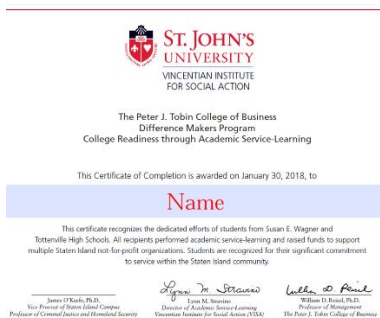 ST. JOHN'S
UNIVERSITY
VINCENTIAN INSTITUTE
FOR SOCIAL ACTION
The Peter J. Tobin College of Business
Difference Makers Program
College Readiness through Academic Service-Learning
This Certificate of Completion is awarded on January 30, 2018, to
Name
This certificate recognizes the dedicated efforts of students from Susan E. Wagner and
Tottenville High Schools. All recipients performed academic service-learning and raised funds to support
multiple Staten Island not-for-profit organizations. Students are recognized for their significant commitment
to service within the Staten Island community.
Lynn M. Stravino
William D. Reisel
James O'Keefe, Ph.D.
Vice Provost of Staten Island Campus
Professor of Criminal Justice and Homeland Security
Lynn M. Stravino
Director of Academic Service-Learning
Vincentian Institute for Social Action (VISA)
William D. Reisel, Ph.D.
Professor of Management
The Peter J. Tobin College of Business